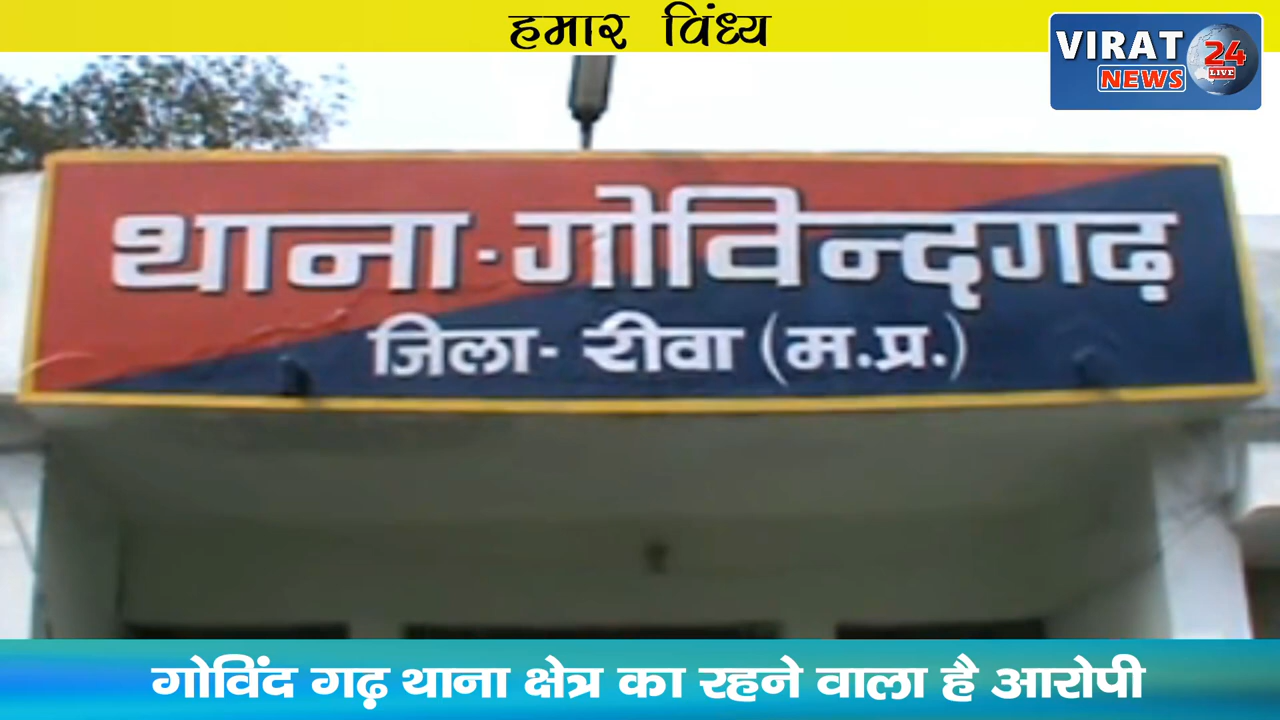 हमार विंध्य
VIRAT 24
NEWS LIVE
थाना-गोविन्दगढ़
जिला- रीवा (म.प्र.)
गोविंद गढ़ थाना क्षेत्र का रहने वाला है आरोपी